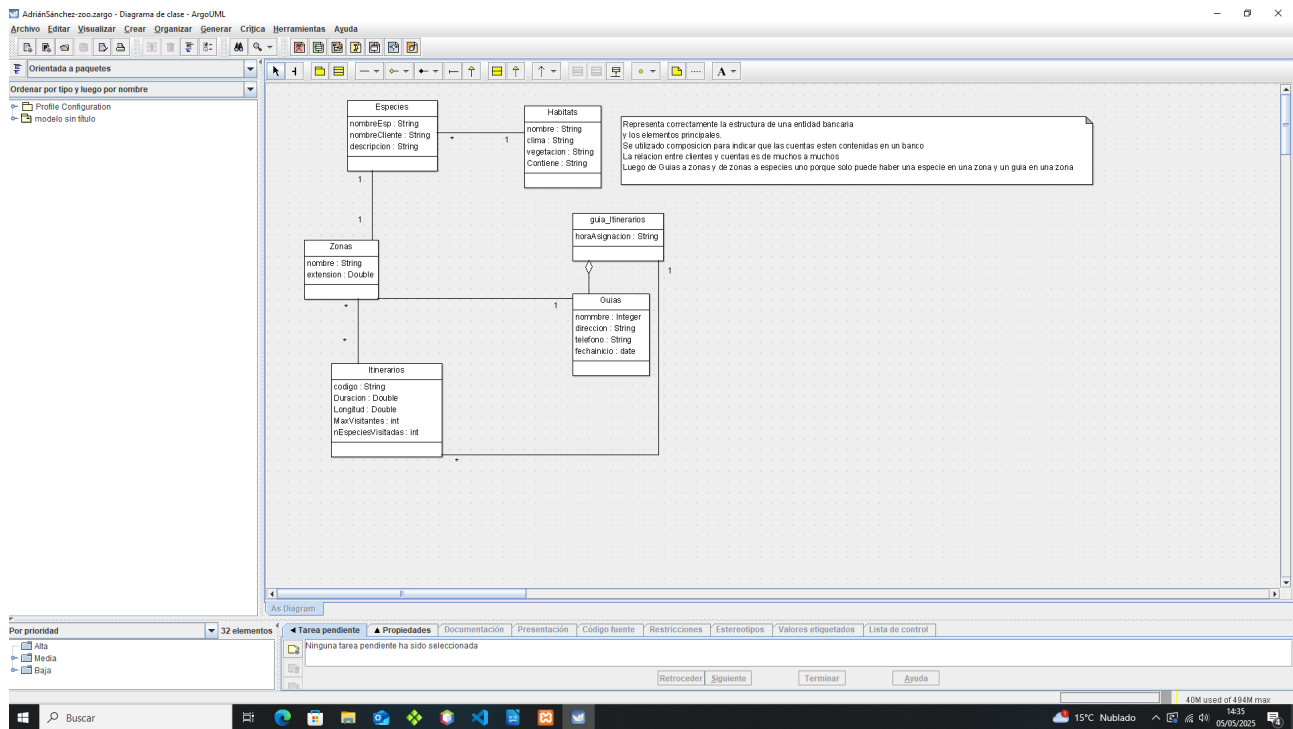 AdriánSánchez-zoo.zargo - Diagrama de clase - ArgoUML
Archivo Editar Visualizar Crear Organizar Generar Crítica Herramientas Ayuda
Orientada a paquetes
Ordenar por tipo y luego por nombre
Profile Configuration
modelo sin título
Especies
nombreEsp : String
nombreCliente : String
descripcion : String
*
1
Habitats
nombre : String
clima : String
vegetacion : String
Contiene : String
Representa correctamente la estructura de una entidad bancaria
y los elementos principales.
Se utilizado composicion para indicar que las cuentas esten contenidas en un banco
La relacion entre clientes y cuentas es de muchos a muchos
Luego de Guias a zonas y de zonas a especies uno porque solo puede haber una especie en una zona y un guia en una zona
1
1
Zonas
nombre : String
extension : Double
guia_Itinerarios
horaAsignacion : String
1
*
1
Guias
nommbre : Integer
direccion : String
telefono : String
fechainicio : date
*
Itinerarios
codigo : String
Duracion : Double
Longitud : Double
MaxVisitantes : int
nEspeciesVisitadas : int
*
As Diagram
Por prioridad
32 elementos
Alta
Media
Baja
Tarea pendiente
Propiedades
Documentación
Presentación
Código fuente
Restricciones
Estereotipos
Valores etiquetados
Lista de control
Ninguna tarea pendiente ha sido seleccionada
Retroceder Siguiente Terminar Ayuda
40M used of 494M max
Buscar
15°C Nublado
14:35
05/05/2025